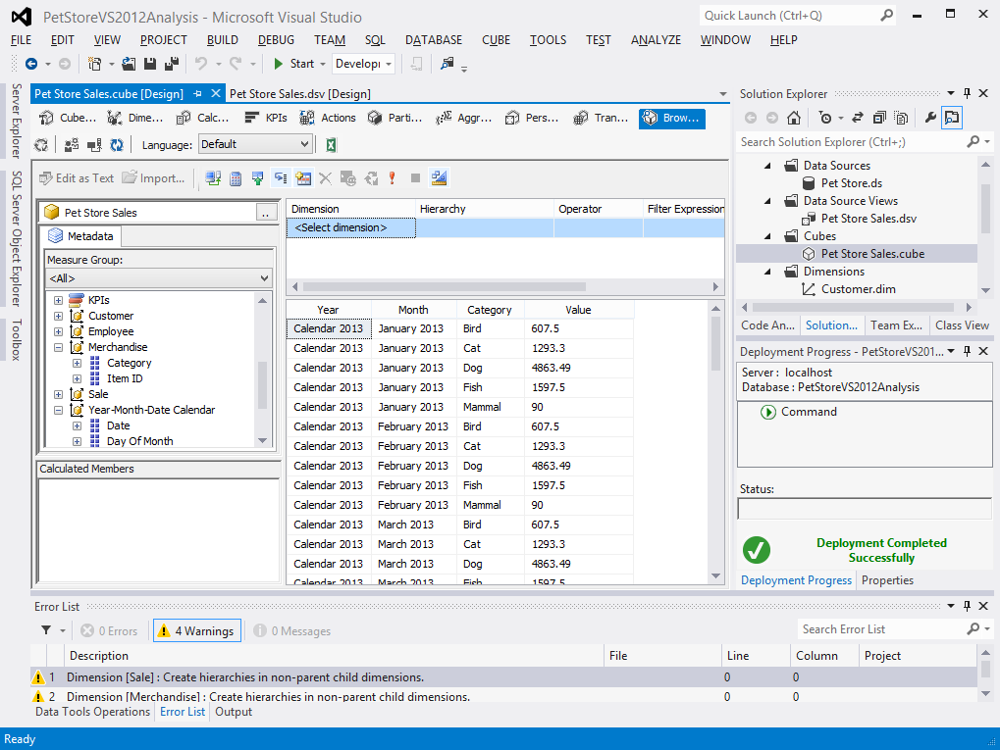 PetStoreVS2012Analysis - Microsoft Visual Studio
Quick Launch (Ctrl+Q)
FILE EDIT VIEW PROJECT BUILD DEBUG TEAM SQL DATABASE CUBE TOOLS TEST ANALYZE WINDOW HELP
Start Developi
Server Explorer
SQL Server Object Explorer
Toolbox
Pet Store Sales.cube [Design] Pet Store Sales.dsv [Design]
Cube... Dime... Calc... KPIs Actions Parti... Aggr... Pers... Tran... Brow...
Language: Default
Edit as Text Import...
Pet Store Sales ..
Metadata
Measure Group:
<All>
KPIs
Customer
Employee
Merchandise
Category
Item ID
Sale
Year-Month-Date Calendar
Date
Day Of Month
Calculated Members
Dimension Hierarchy Operator Filter Expression
<Select dimension>
Year Month Category Value
Calendar 2013 January 2013 Bird 607.5
Calendar 2013 January 2013 Cat 1293.3
Calendar 2013 January 2013 Dog 4863.49
Calendar 2013 January 2013 Fish 1597.5
Calendar 2013 January 2013 Mammal 90
Calendar 2013 February 2013 Bird 607.5
Calendar 2013 February 2013 Cat 1293.3
Calendar 2013 February 2013 Dog 4863.49
Calendar 2013 February 2013 Fish 1597.5
Calendar 2013 February 2013 Mammal 90
Calendar 2013 March 2013 Bird 607.5
Calendar 2013 March 2013 Cat 1293.3
Calendar 2013 March 2013 Dog 4863.49
Calendar 2013 March 2013 Fish 1597.5
Solution Explorer
Search Solution Explorer (Ctrl+;)
Data Sources
Pet Store.ds
Data Source Views
Pet Store Sales.dsv
Cubes
Pet Store Sales.cube
Dimensions
Customer.dim
Code An... Solution... Team Ex... Class View
Deployment Progress - PetStoreVS201...
Server : localhost
Database : PetStoreVS2012Analysis
Command
Status:
Deployment Completed
Successfully
Deployment Progress Properties
Error List
0 Errors 4 Warnings 0 Messages
Search Error List
Description File Line Column Project
1 Dimension [Sale] : Create hierarchies in non-parent child dimensions. 0 0
2 Dimension [Merchandise] : Create hierarchies in non-parent child dimensions. 0 0
Data Tools Operations Error List Output
Ready